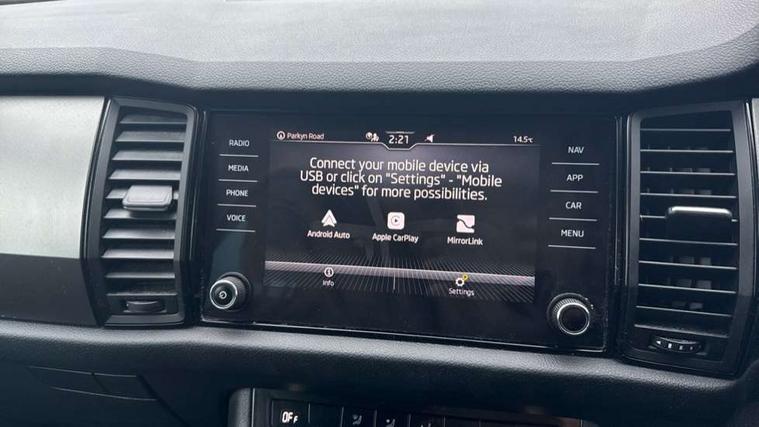 Parkyn Road
2:21
14.5℃
RADIO
MEDIA
PHONE
VOICE
Connect your mobile device via
USB or click on "Settings" - "Mobile
devices" for more possibilities.
Android Auto
Apple CarPlay
MirrorLink
Info
Settings
NAV
APP
CAR
MENU
OFF